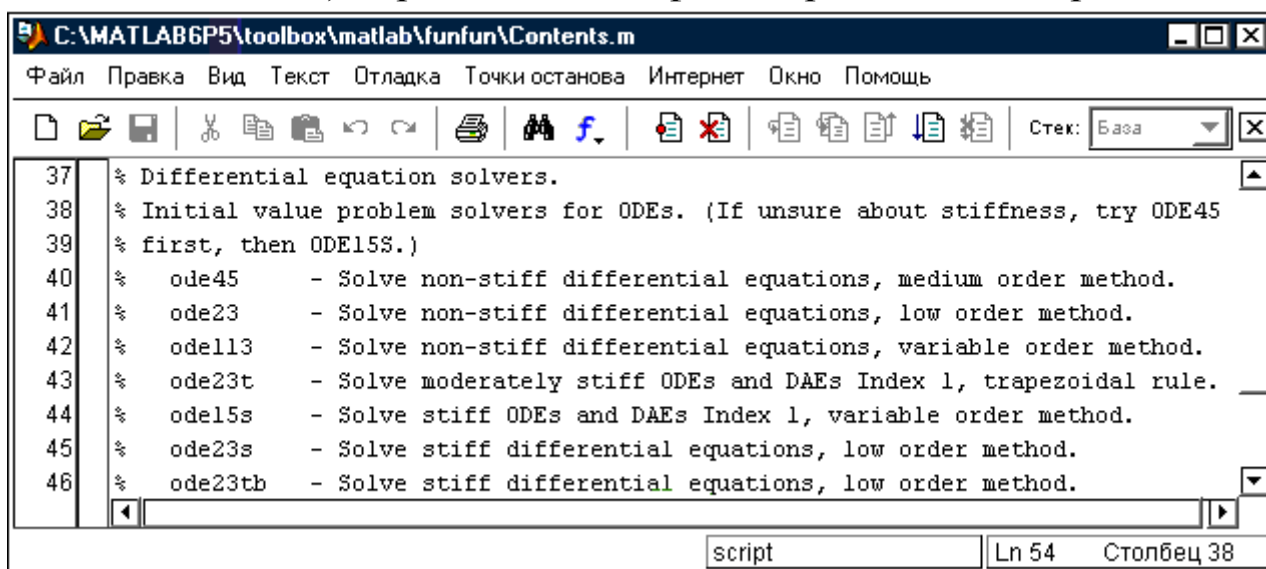 C:\MATLAB6P5\toolbox\matlab\funfun\Contents.m
Файл Правка Вид Текст Отладка Точки останова Интернет Окно Помощь
Стек: База
37 % Differential equation solvers.
38 % Initial value problem solvers for ODEs. (If unsure about stiffness, try ODE45
39 % first, then ODE15S.)
40 % ode45 - Solve non-stiff differential equations, medium order method.
41 % ode23 - Solve non-stiff differential equations, low order method.
42 % ode113 - Solve non-stiff differential equations, variable order method.
43 % ode23t - Solve moderately stiff ODEs and DAEs Index 1, trapezoidal rule.
44 % ode15s - Solve stiff ODEs and DAEs Index 1, variable order method.
45 % ode23s - Solve stiff differential equations, low order method.
46 % ode23tb - Solve stiff differential equations, low order method.
script Ln 54 Столбец 38